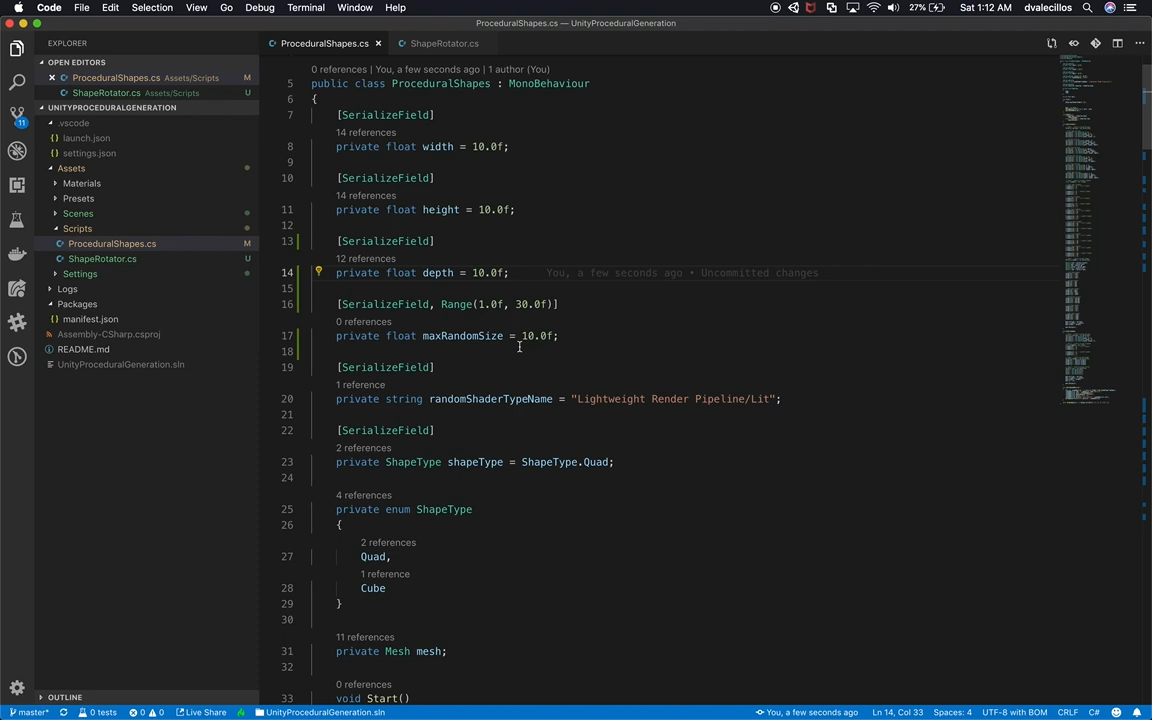 Code File Edit Selection View Go Debug Terminal Window Help 27% Sat 1:12 AM dvalecillos
ProceduralShapes.cs — UnityProceduralGeneration
EXPLORER
OPEN EDITORS
ProceduralShapes.cs Assets/Scripts M
ShapeRotator.cs Assets/Scripts U
UNITYPROCEDURALGENERATION
.vscode
launch.json
settings.json
Assets
Materials
Presets
Scenes
Scripts
ProceduralShapes.cs M
ShapeRotator.cs U
Settings
Logs
Packages
manifest.json
Assembly-CSharp.csproj
README.md
UnityProceduralGeneration.sln
OUTLINE
11
ProceduralShapes.cs ShapeRotator.cs
0 references | You, a few seconds ago | 1 author (You)
5 public class ProceduralShapes : MonoBehaviour
6 {
7 [SerializeField]
14 references
8 private float width = 10.0f;
9
10 [SerializeField]
14 references
11 private float height = 10.0f;
12
13 [SerializeField]
12 references
14 private float depth = 10.0f; You, a few seconds ago • Uncommitted changes
15
16 [SerializeField, Range(1.0f, 30.0f)]
0 references
17 private float maxRandomSize = 10.0f;
18
19 [SerializeField]
1 reference
20 private string randomShaderTypeName = "Lightweight Render Pipeline/Lit";
21
22 [SerializeField]
2 references
23 private ShapeType shapeType = ShapeType.Quad;
24
4 references
25 private enum ShapeType
26 {
2 references
27 Quad,
1 reference
28 Cube
29 }
30
11 references
31 private Mesh mesh;
32
0 references
33 void Start()
master* 0 tests 0 0 Live Share UnityProceduralGeneration.sln You, a few seconds ago Ln 14, Col 33 Spaces: 4 UTF-8 with BOM CRLF C#